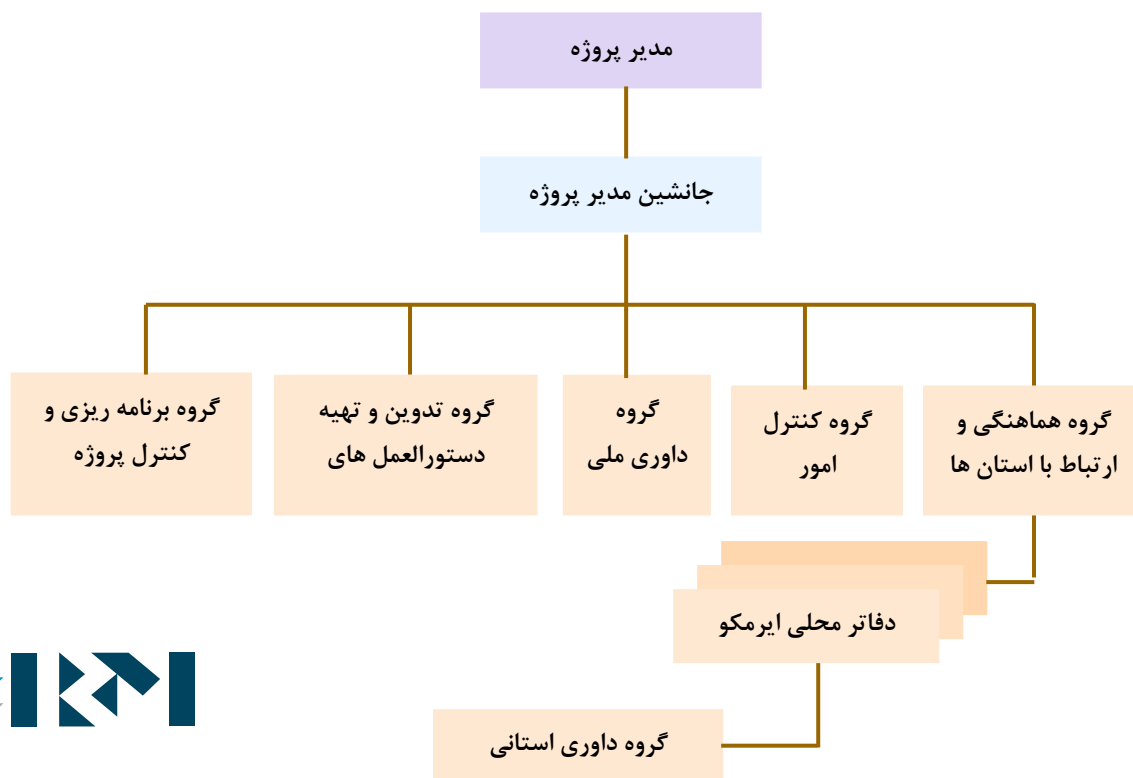 مدیر پروژه
جانشین مدیر پروژه
گروه هماهنگی و
ارتباط با استان ها
گروه کنترل
امور
گروه
داوری ملی
گروه تدوین و تهیه
دستورالعمل های
گروه برنامه ریزی و
کنترل پروژه
دفاتر محلی ایرمکو
گروه داوری استانی